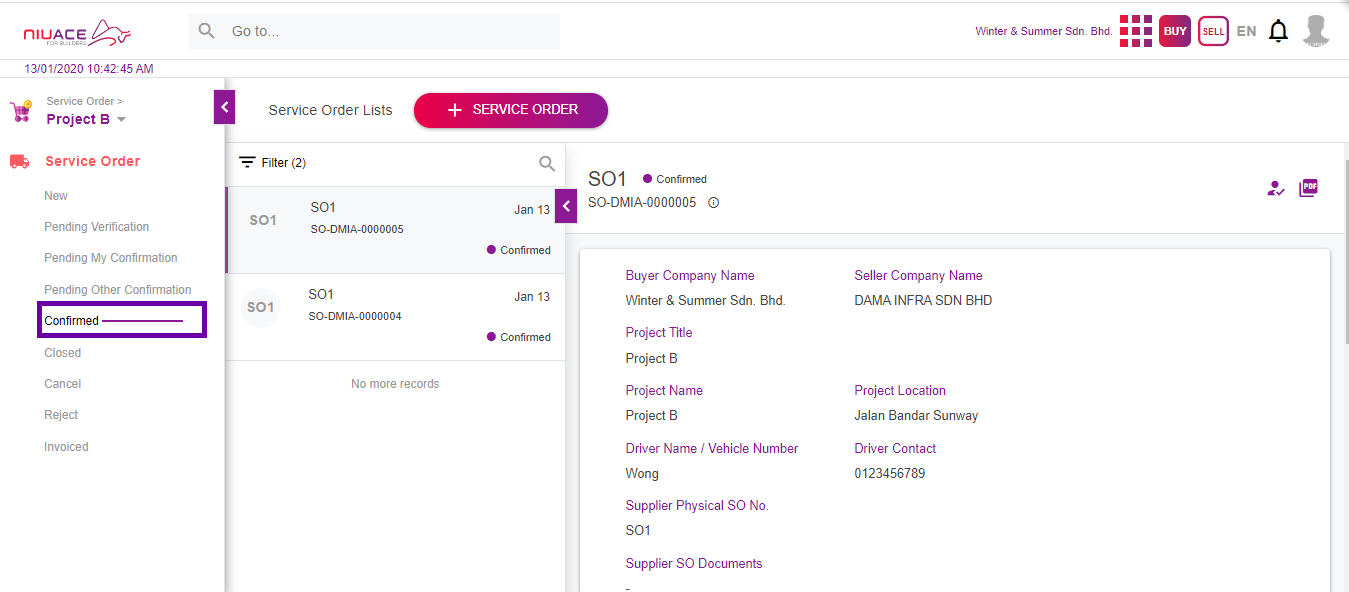 NIUACE
FOR BUILDERS
Go to...
Winter & Summer Sdn. Bhd.
BUY
SELL
EN
13/01/2020 10:42:45 AM
Service Order >
Project B
Service Order
New
Pending Verification
Pending My Confirmation
Pending Other Confirmation
Confirmed
Closed
Cancel
Reject
Invoiced
Service Order Lists
+ SERVICE ORDER
Filter (2)
SO1
SO1
Jan 13
SO-DMIA-0000005
Confirmed
SO1
SO1
Jan 13
SO-DMIA-0000004
Confirmed
No more records
SO1
Confirmed
SO-DMIA-0000005
PDF
Buyer Company Name
Seller Company Name
Winter & Summer Sdn. Bhd.
DAMA INFRA SDN BHD
Project Title
Project B
Project Name
Project Location
Project B
Jalan Bandar Sunway
Driver Name / Vehicle Number
Driver Contact
Wong
0123456789
Supplier Physical SO No.
SO1
Supplier SO Documents
-